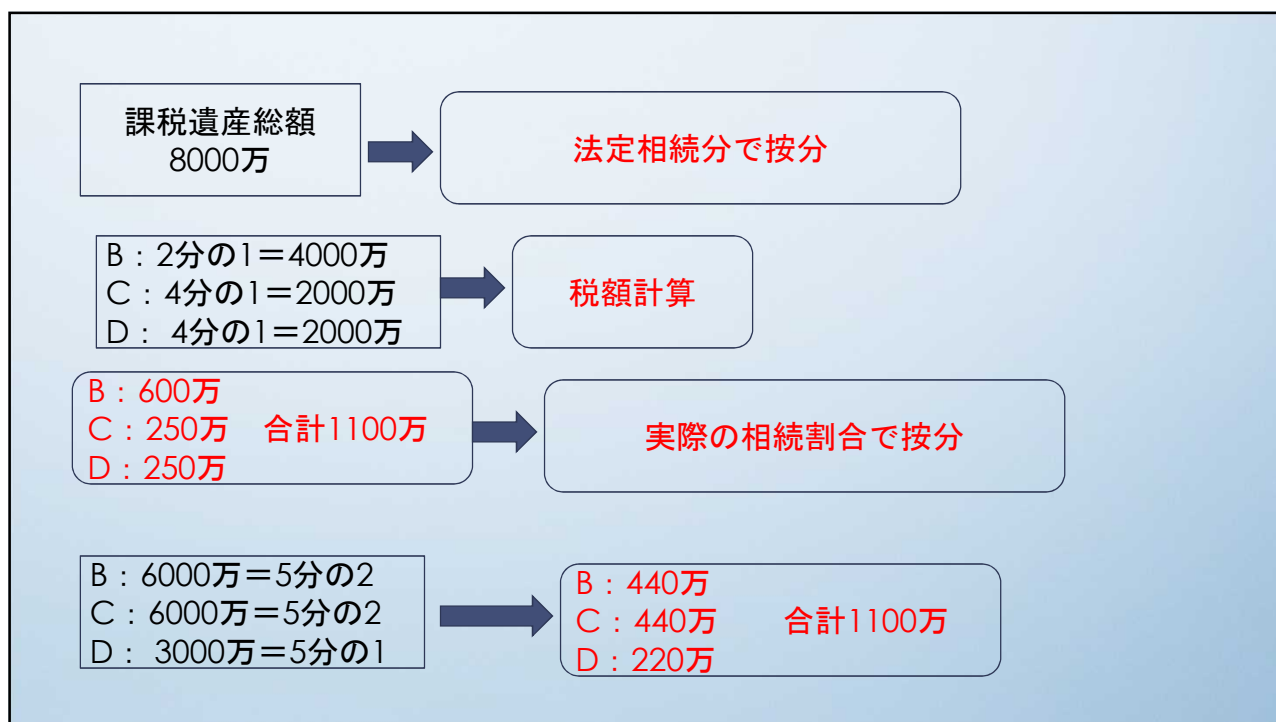 課税遺産総額
8000万
法定相続分で按分
B：2分の1＝4000万
C：4分の1＝2000万
D： 4分の1＝2000万
税額計算
B：600万
C：250万　合計1100万
D：250万
実際の相続割合で按分
B：6000万＝5分の2
C：6000万＝5分の2
D： 3000万＝5分の1
B：440万
C：440万　　合計1100万
D：220万